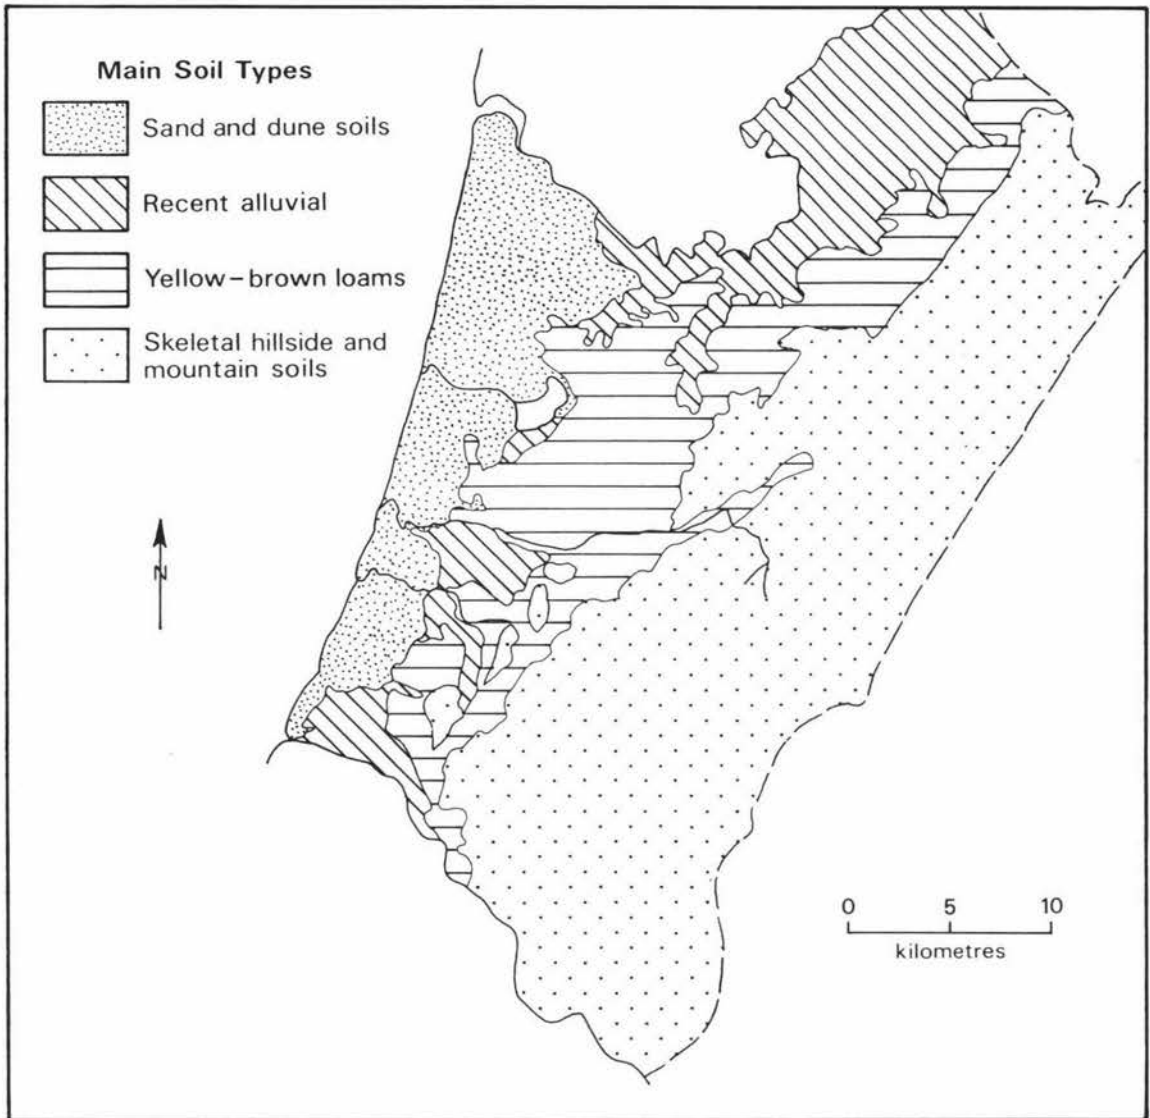 Main Soil Types
Sand and dune soils
Recent alluvial
Yellow-brown loams
Skeletal hillside and
mountain soils
N
0 5 10
kilometres